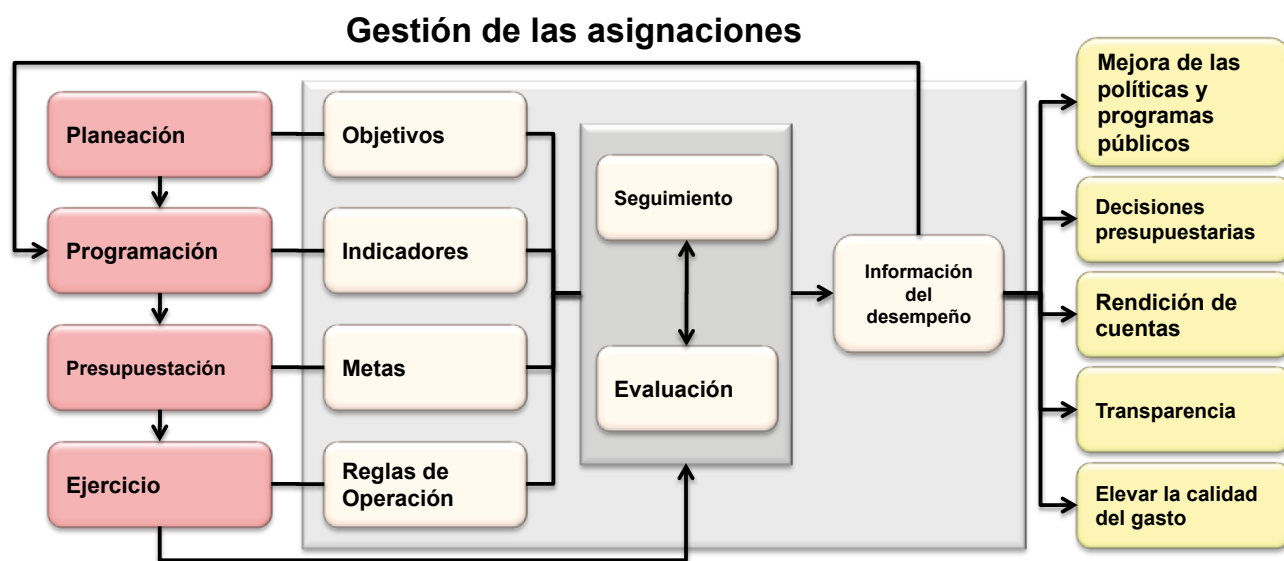 Gestión de las asignaciones
Planeación
Programación
Presupuestación
Ejercicio
Objetivos
Indicadores
Metas
Reglas de
Operación
Seguimiento
Evaluación
Información
del
desempeño
Mejora de las
políticas y
programas
públicos
Decisiones
presupuestarias
Rendición de
cuentas
Transparencia
Elevar la calidad
del gasto